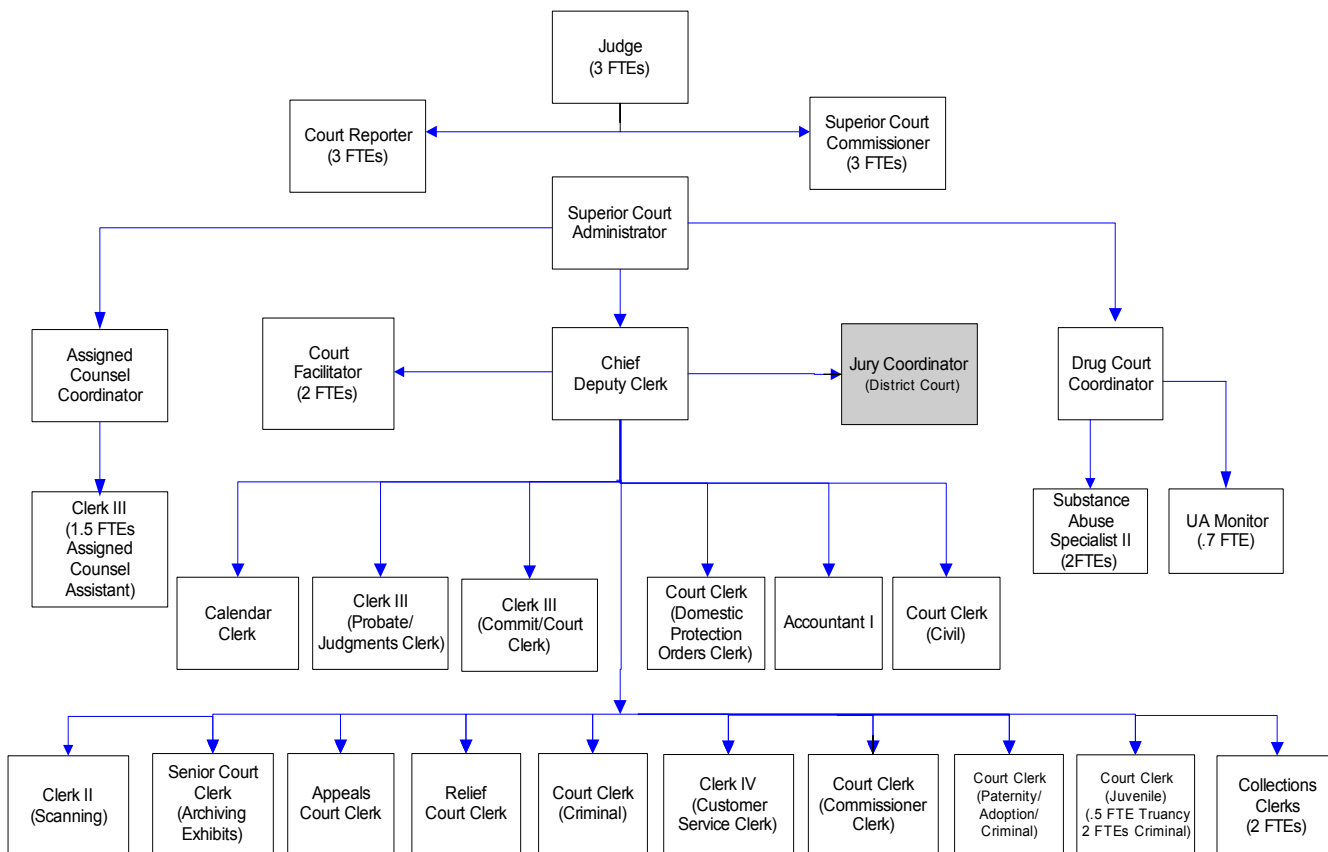 Judge
(3 FTEs)
Court Reporter
(3 FTEs)
Superior Court
Commissioner
(3 FTEs)
Superior Court
Administrator
Assigned
Counsel
Coordinator
Court
Facilitator
(2 FTEs)
Chief
Deputy Clerk
Jury Coordinator
(District Court)
Drug Court
Coordinator
Clerk III
(1.5 FTEs
Assigned
Counsel
Assistant)
Substance
Abuse
Specialist II
(2FTEs)
UA Monitor
(.7 FTE)
Calendar
Clerk
Clerk III
(Probate/
Judgments Clerk)
Clerk III
(Commit/Court
Clerk)
Court Clerk
(Domestic
Protection
Orders Clerk)
Accountant I
Court Clerk
(Civil)
Clerk II
(Scanning)
Senior Court
Clerk
(Archiving
Exhibits)
Appeals
Court Clerk
Relief
Court Clerk
Court Clerk
(Criminal)
Clerk IV
(Customer
Service Clerk)
Court Clerk
(Commissioner
Clerk)
Court Clerk
(Paternity/
Adoption/
Criminal)
Court Clerk
(Juvenile)
(.5 FTE Truancy
2 FTEs Criminal)
Collections
Clerks
(2 FTEs)